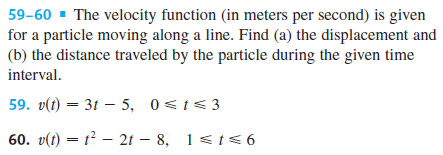 59–60 ▪ The velocity function (in meters per second) is given
for a particle moving along a line. Find (a) the displacement and
(b) the distance traveled by the particle during the given time
interval.
59. v(t) = 3t − 5, 0 ≤ t ≤ 3
60. v(t) = t² − 2t − 8, 1 ≤ t ≤ 6